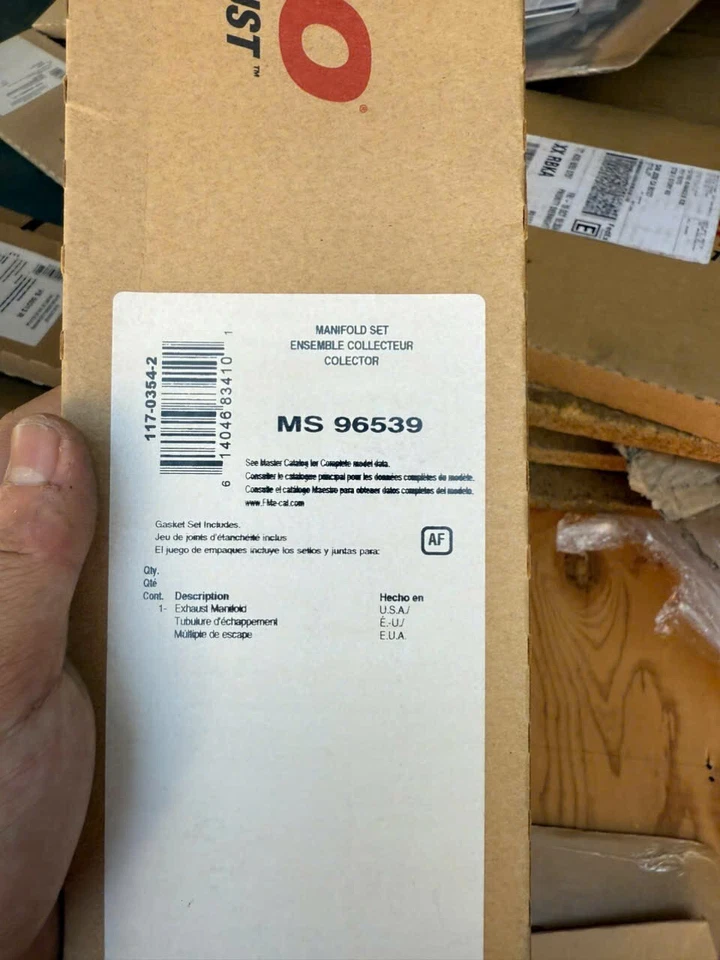 O®
UST™
MANIFOLD SET
ENSEMBLE COLLECTEUR
COLECTOR
117-0354-2
6 14046 83410 1
MS 96539
See Master Catalog for Complete model data.
Consulter le catalogue principal pour les données complètes du modèle.
Consulte el catálogo Maestro para obtener datos completos del modelo.
www.FMe-cat.com
Gasket Set Includes.
Jeu de joints d'étanchéité inclus
El juego de empaques incluye los sellos y juntas para:
AF
Qty.
Qté
Cont. Description Hecho en
1- Exhaust Manifold U.S.A./
Tubulure d'échappement É.-U./
Múltiple de escape E.U.A.
XX RBKA
FedEx
E